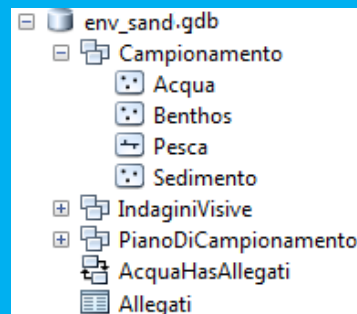 env_sand.gdb
Campionamento
Acqua
Benthos
Pesca
Sedimento
IndaginiVisive
PianoDiCampionamento
AcquaHasAllegati
Allegati